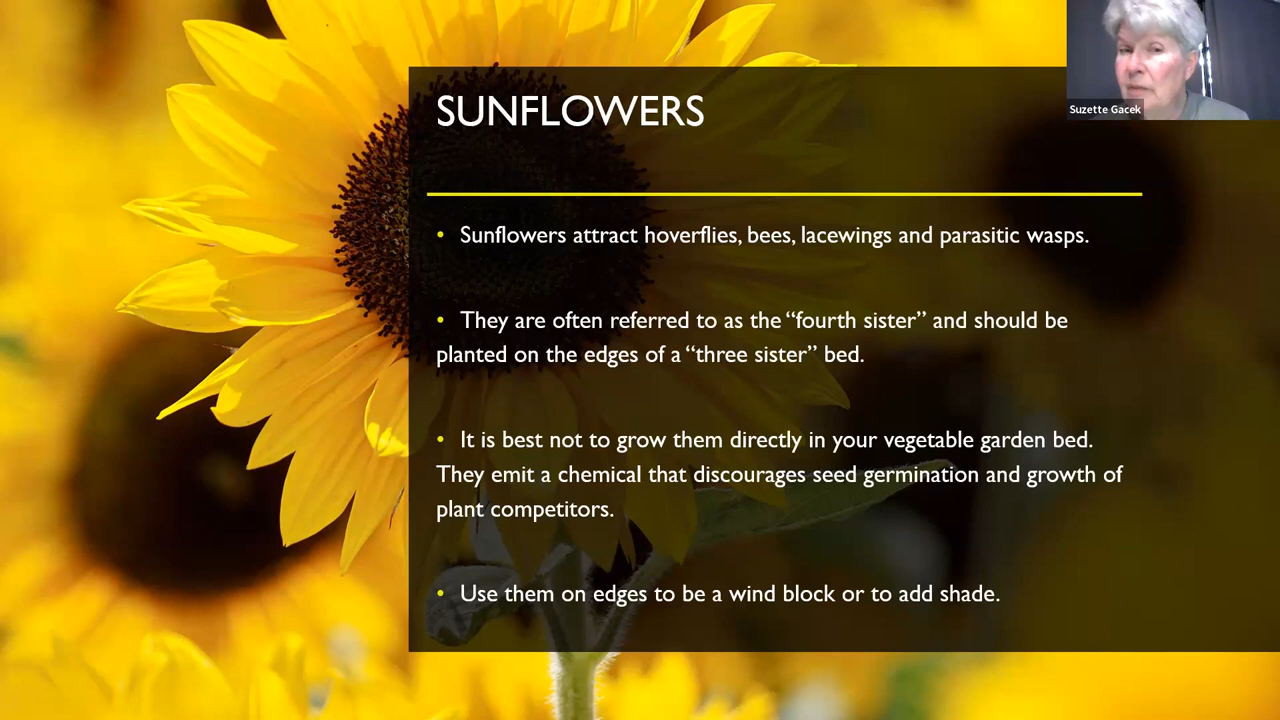 SUNFLOWERS
Suzette Gacek
• Sunflowers attract hoverflies, bees, lacewings and parasitic wasps.
• They are often referred to as the “fourth sister” and should be
planted on the edges of a “three sister” bed.
• It is best not to grow them directly in your vegetable garden bed.
They emit a chemical that discourages seed germination and growth of
plant competitors.
• Use them on edges to be a wind block or to add shade.